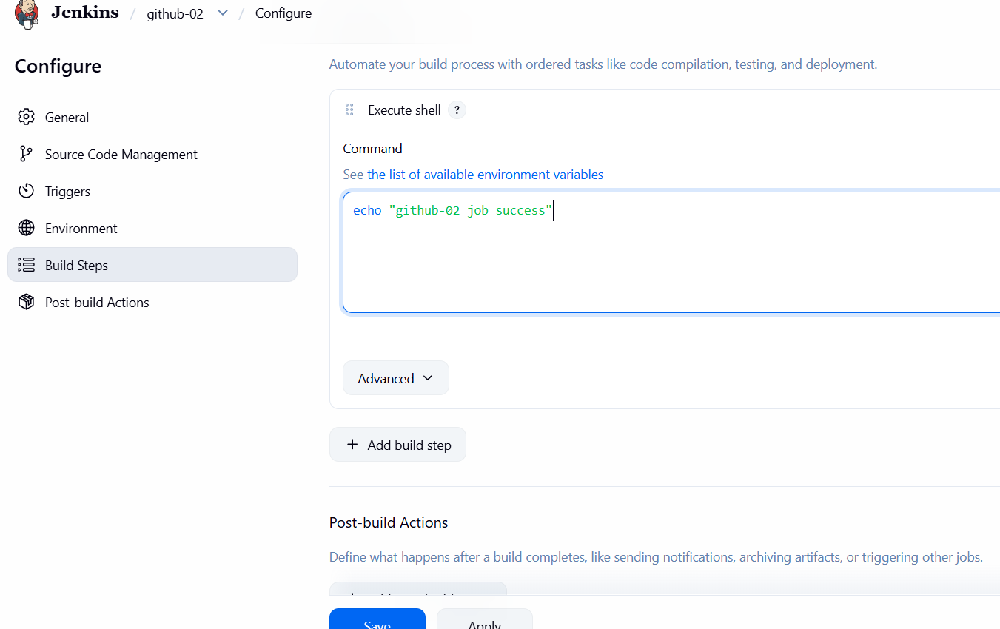 Jenkins / github-02 / Configure
Configure
General
Source Code Management
Triggers
Environment
Build Steps
Post-build Actions
Automate your build process with ordered tasks like code compilation, testing, and deployment.
Execute shell ?
Command
See the list of available environment variables
echo "github-02 job success"
Advanced
+ Add build step
Post-build Actions
Define what happens after a build completes, like sending notifications, archiving artifacts, or triggering other jobs.
Save Apply